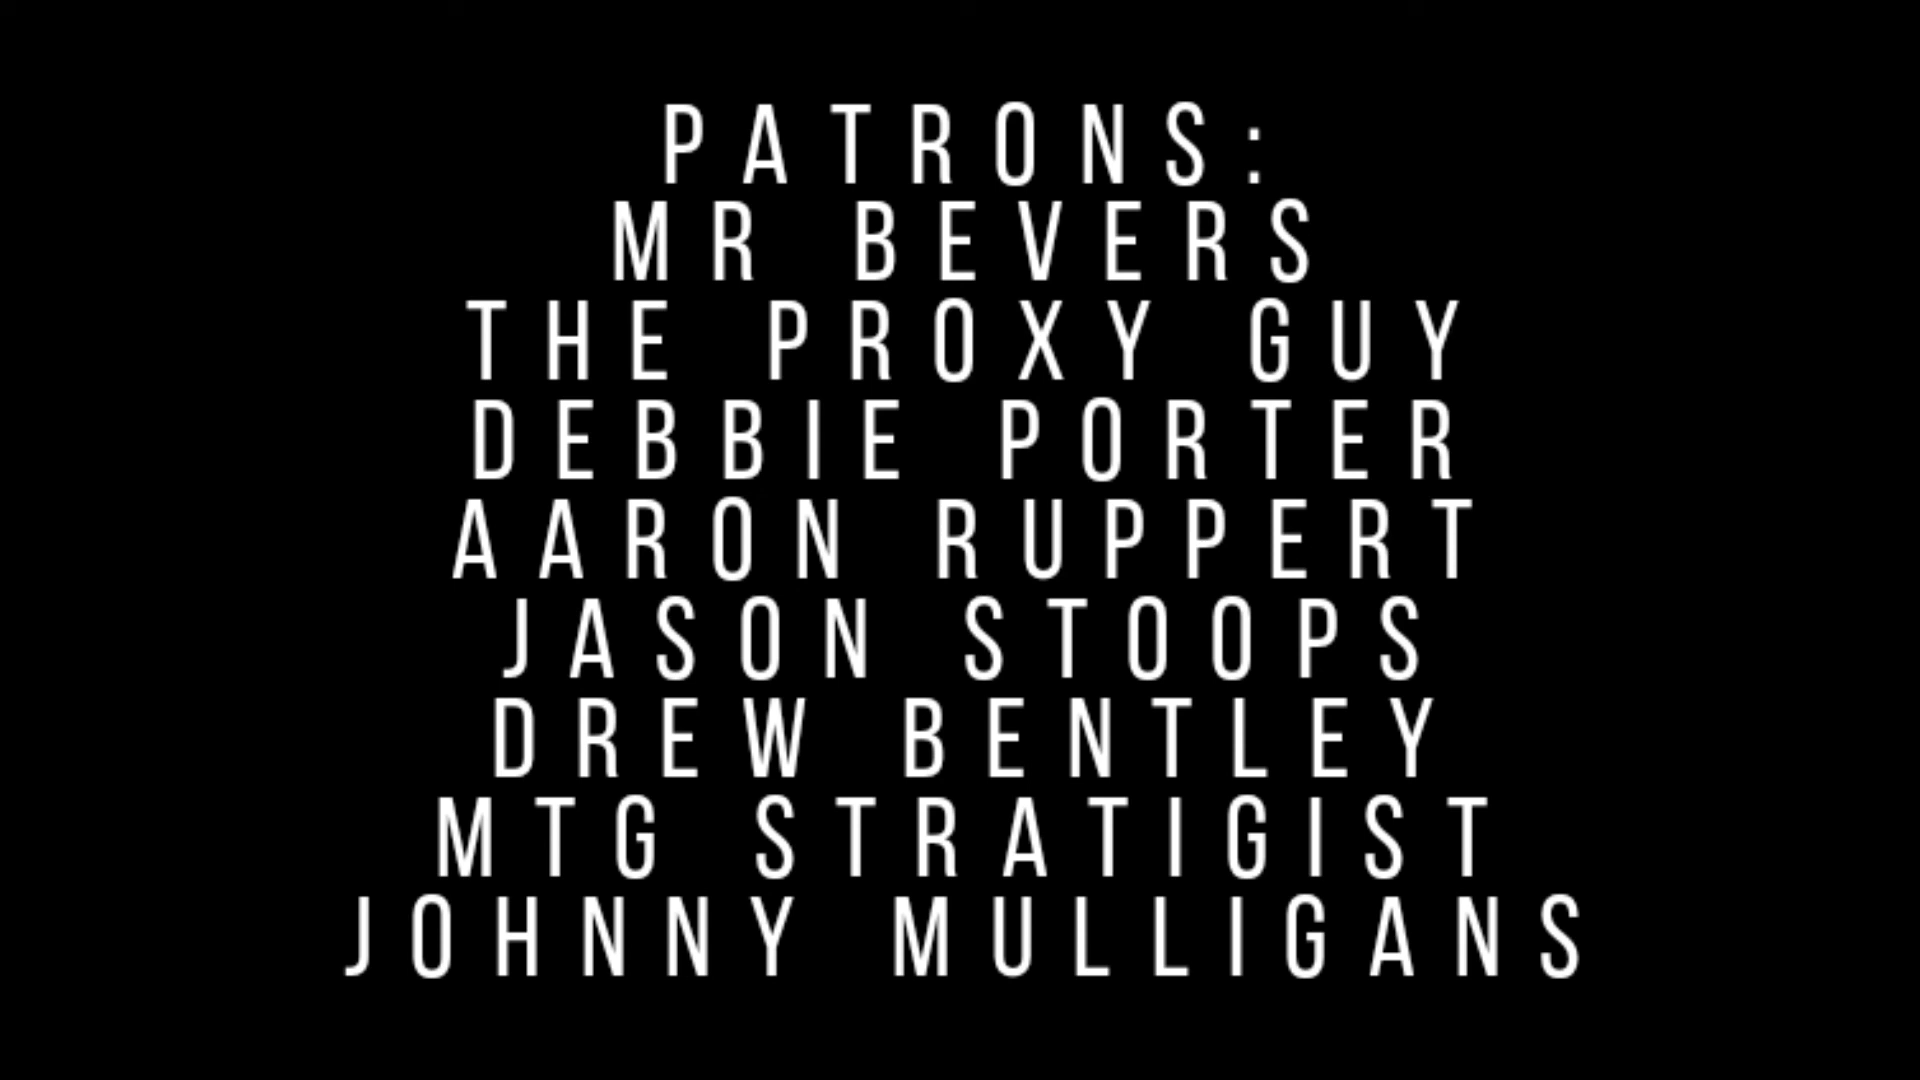 PATRONS:
MR BEVERS
THE PROXY GUY
DEBBIE PORTER
AARON RUPPERT
JASON STOOPS
DREW BENTLEY
MTG STRATIGIST
JOHNNY MULLIGANS